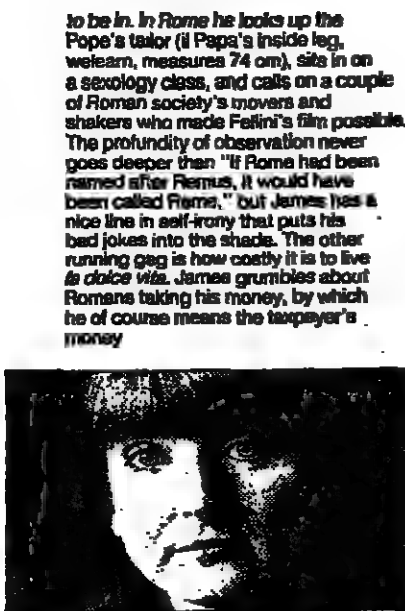 to be in. In Rome he looks up the
Pope's tailor (il Papa's inside leg,
we learn, measures 74 cm), sits in on
a sexology class, and calls on a couple
of Roman society's movers and
shakers who made Fellini's film possible.
The profundity of observation never
goes deeper than "If Rome had been
named after Remus, it would have
been called Reme," but James has a
nice line in self-irony that puts his
bad jokes into the shade. The other
running gag is how costly it is to live
la dolce vita. James grumbles about
Romans taking his money, by which
he of course means the taxpayer's
money